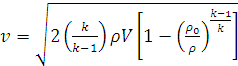 v = √(2 (k/(k−1)) ρV [1 − (ρ₀/ρ)^((k−1)/k)])